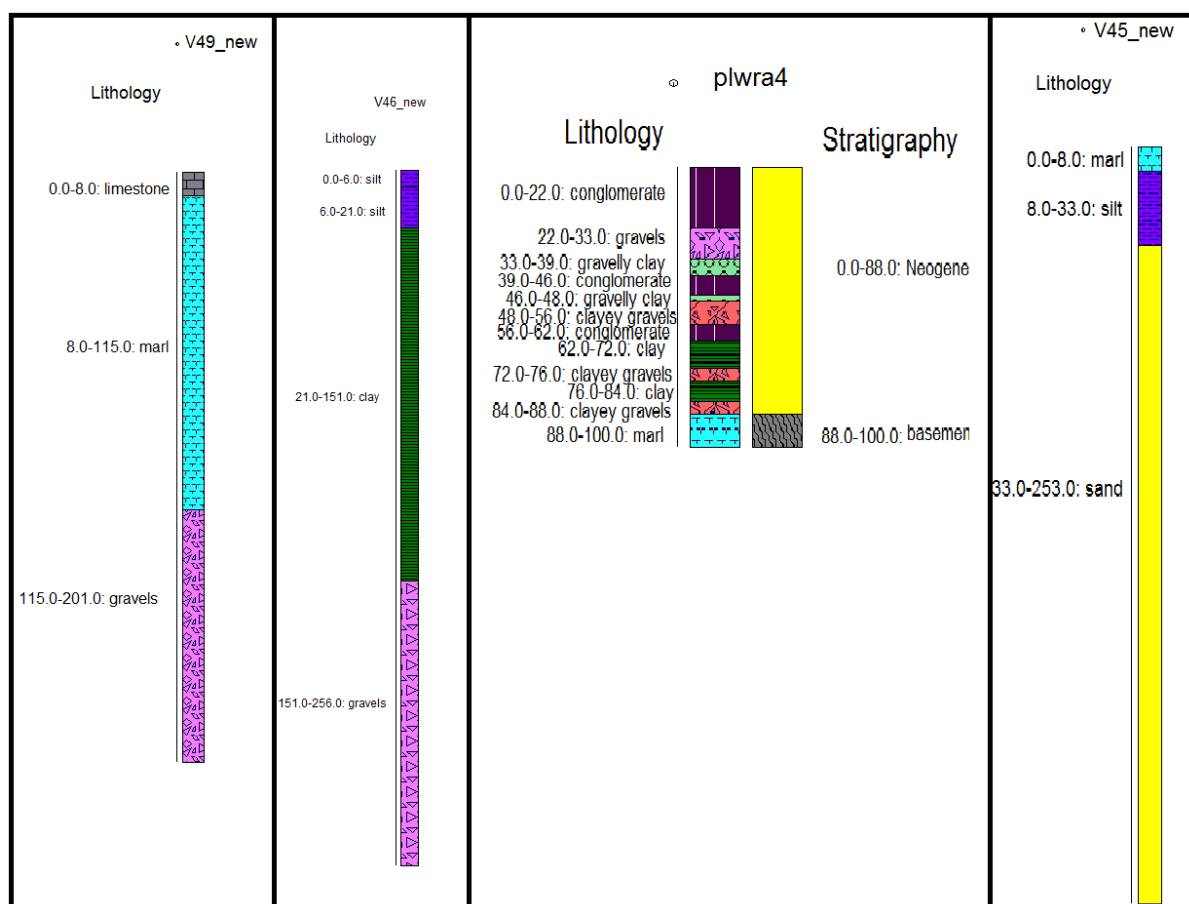 V49_new
Lithology
0.0-8.0: limestone
8.0-115.0: marl
115.0-201.0: gravels
V46_new
Lithology
0.0-6.0: silt
6.0-21.0: silt
21.0-151.0: clay
151.0-256.0: gravels
plwra4
Lithology
0.0-22.0: conglomerate
22.0-33.0: gravels
33.0-39.0: gravelly clay
39.0-46.0: conglomerate
46.0-48.0: gravelly clay
48.0-56.0: clayey gravels
56.0-62.0: conglomerate
62.0-72.0: clay
72.0-76.0: clayey gravels
76.0-84.0: clay
84.0-88.0: clayey gravels
88.0-100.0: marl
Stratigraphy
0.0-88.0: Neogene
88.0-100.0: basemen
V45_new
Lithology
0.0-8.0: marl
8.0-33.0: silt
33.0-253.0: sand